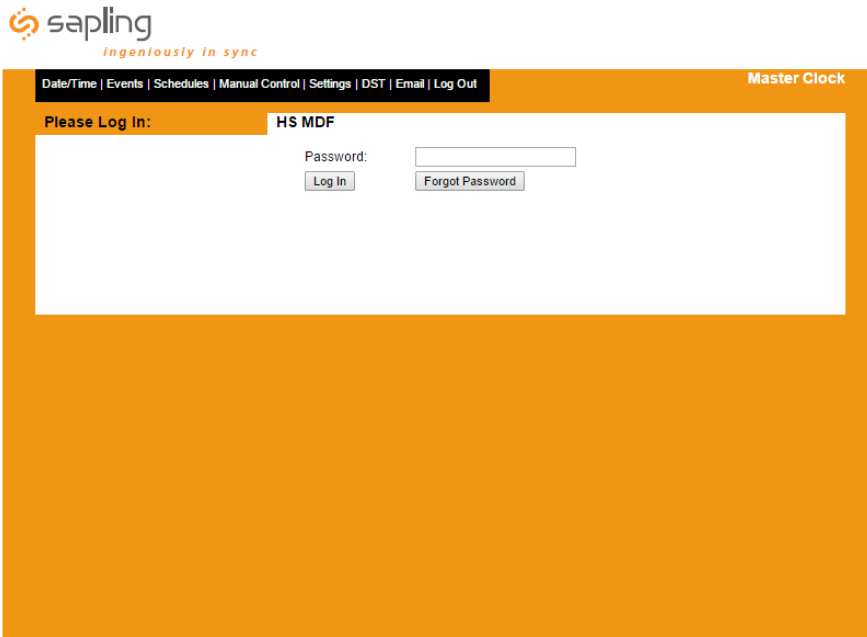 sapling
ingeniously in sync
Date/Time | Events | Schedules | Manual Control | Settings | DST | Email | Log Out
Master Clock
Please Log In:
HS MDF
Password:
Log In
Forgot Password